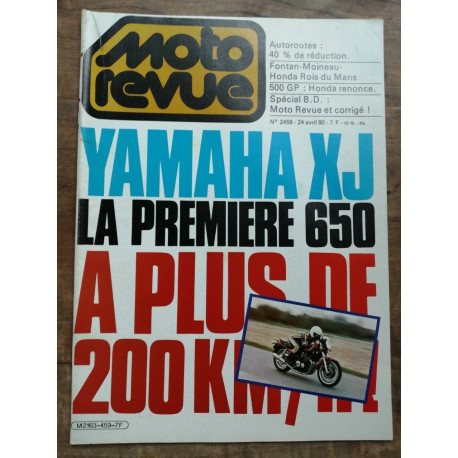 moto
revue
Autoroutes :
40 % de réduction.
Fontan-Moineau-
Honda Rois du Mans
500 GP : Honda renonce.
Spécial B.D. :
Moto Revue et corrigé !
N° 2459 - 24 avril 80 - 7 F -
YAMAHA XJ
LA PREMIERE 650
A PLUS DE
200 KM/H
M2163-459-7F